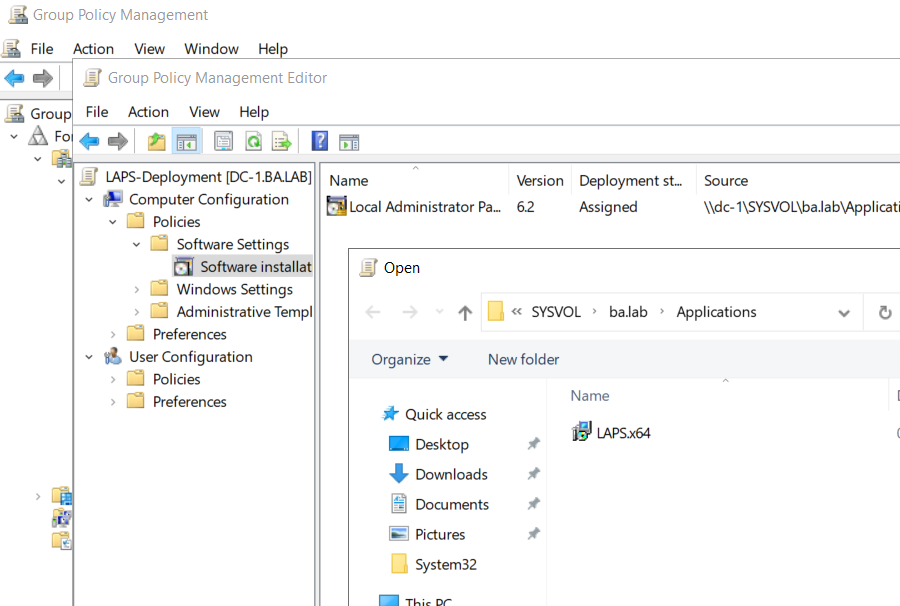 Group Policy Management
File Action View Window Help
Group Policy Management Editor
File Action View Help
Group
Fo
LAPS-Deployment [DC-1.BA.LAB]
Computer Configuration
Policies
Software Settings
Software installat
Windows Settings
Administrative Templ
Preferences
User Configuration
Policies
Preferences
Name Version Deployment st... Source
Local Administrator Pa... 6.2 Assigned \\dc-1\SYSVOL\ba.lab\Applicati
Open
« SYSVOL › ba.lab › Applications
Organize New folder
Quick access
Desktop
Downloads
Documents
Pictures
System32
This PC
Name
LAPS.x64